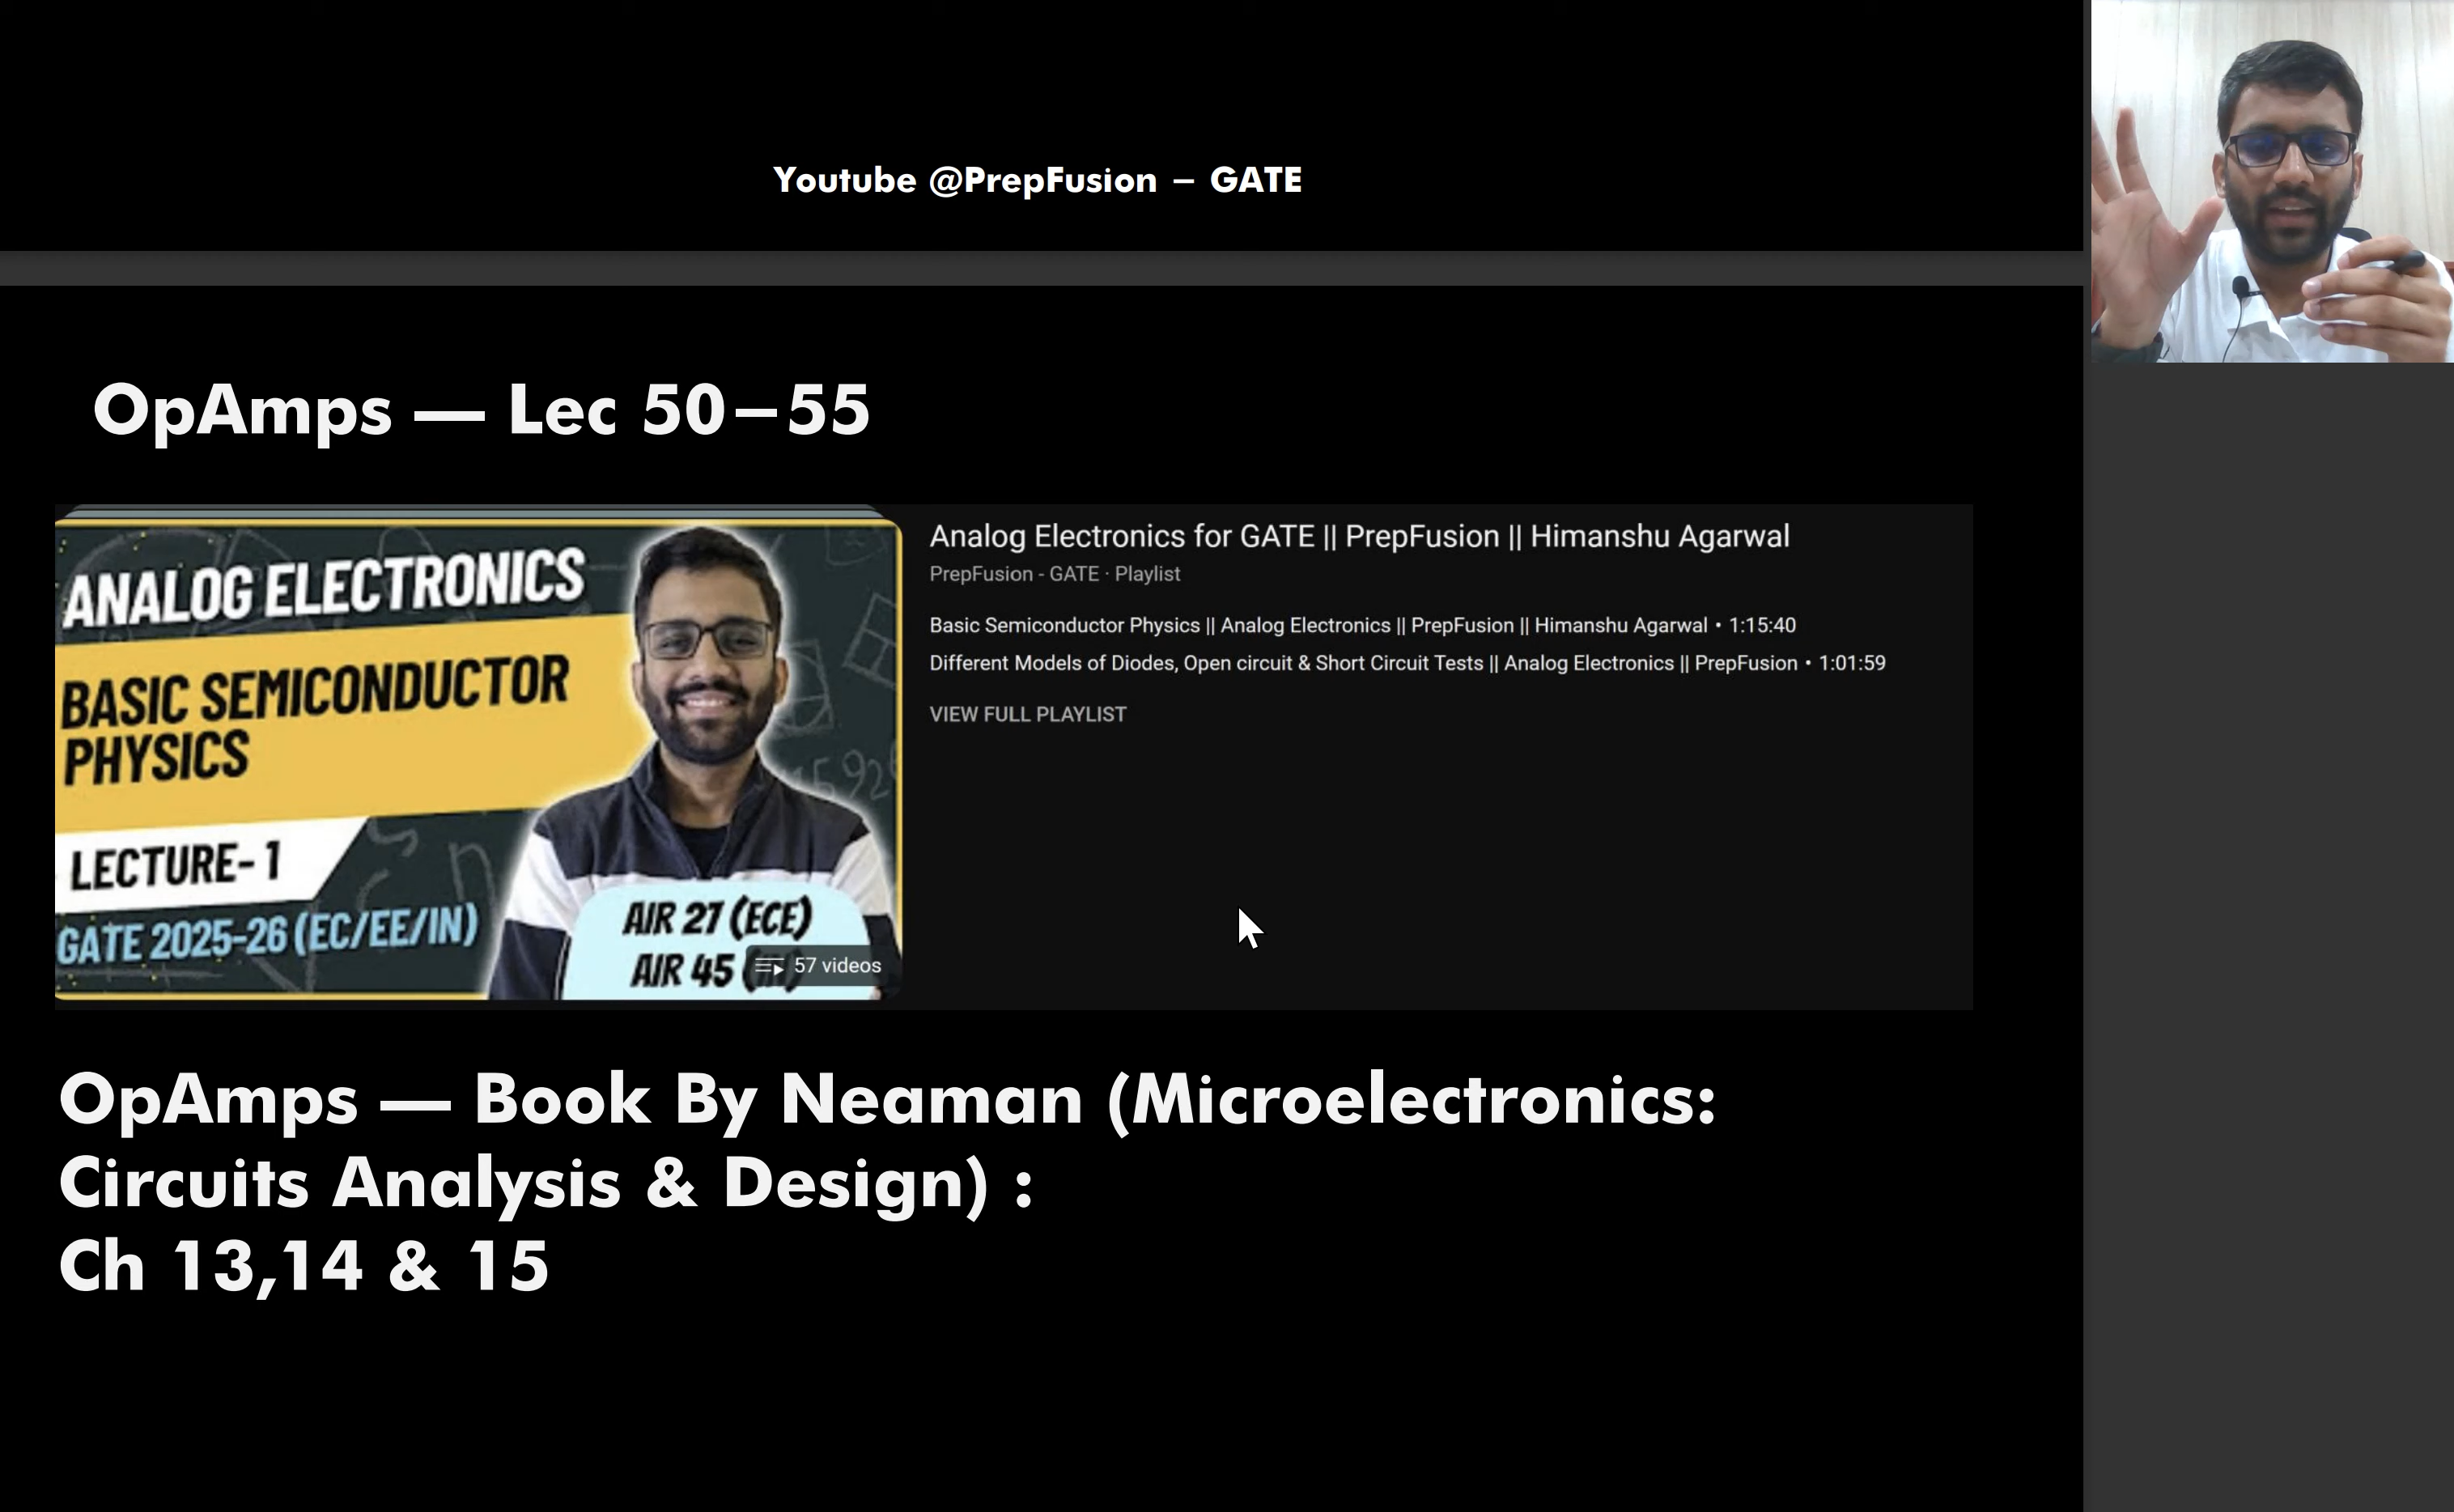 Youtube @PrepFusion – GATE
OpAmps — Lec 50–55
ANALOG ELECTRONICS
BASIC SEMICONDUCTOR
PHYSICS
LECTURE- 1
GATE 2025-26 (EC/EE/IN)
AIR 27 (ECE)
AIR 45
57 videos
Analog Electronics for GATE || PrepFusion || Himanshu Agarwal
PrepFusion - GATE · Playlist
Basic Semiconductor Physics || Analog Electronics || PrepFusion || Himanshu Agarwal • 1:15:40
Different Models of Diodes, Open circuit & Short Circuit Tests || Analog Electronics || PrepFusion • 1:01:59
VIEW FULL PLAYLIST
OpAmps — Book By Neaman (Microelectronics:
Circuits Analysis & Design) :
Ch 13,14 & 15